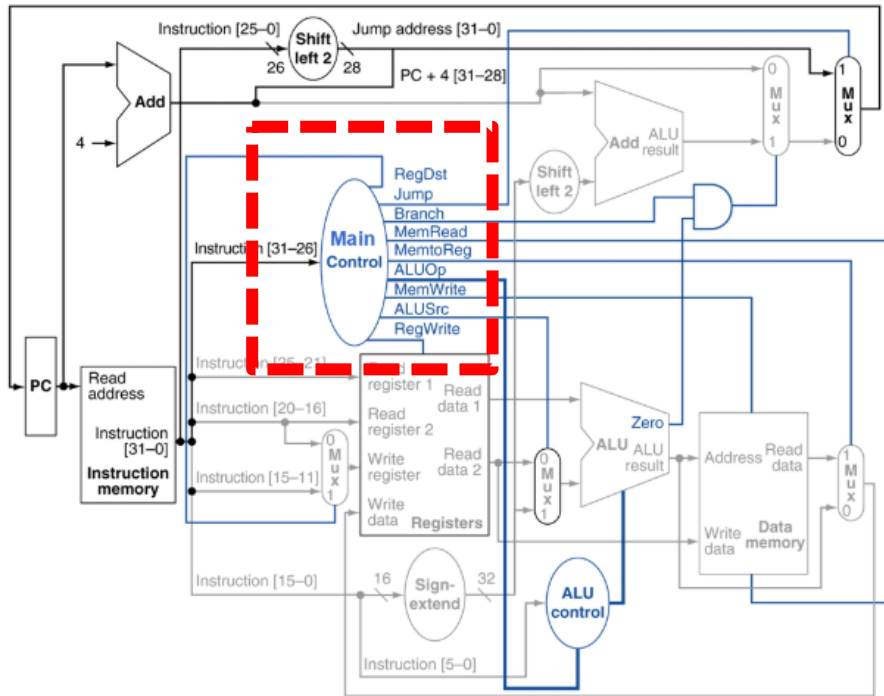 Instruction [25–0]
Shift
left 2
Jump address [31–0]
26
28
PC + 4 [31–28]
Add
4
0
M
u
x
1
1
M
u
x
0
Add
ALU
result
Shift
left 2
RegDst
Jump
Branch
MemRead
MemtoReg
ALUOp
MemWrite
ALUSrc
RegWrite
Main
Control
Instruction [31–26]
PC
Read
address
Instruction
[31–0]
Instruction
memory
Instruction [25–21]
Instruction [20–16]
Instruction [15–11]
0
M
u
x
1
Read
register 1
Read
register 2
Write
register
Write
data
Read
data 1
Read
data 2
Registers
0
M
u
x
1
Zero
ALU
ALU
result
Address
Read
data
Write
data
Data
memory
1
M
u
x
0
Instruction [15–0]
16
Sign-
extend
32
ALU
control
Instruction [5–0]